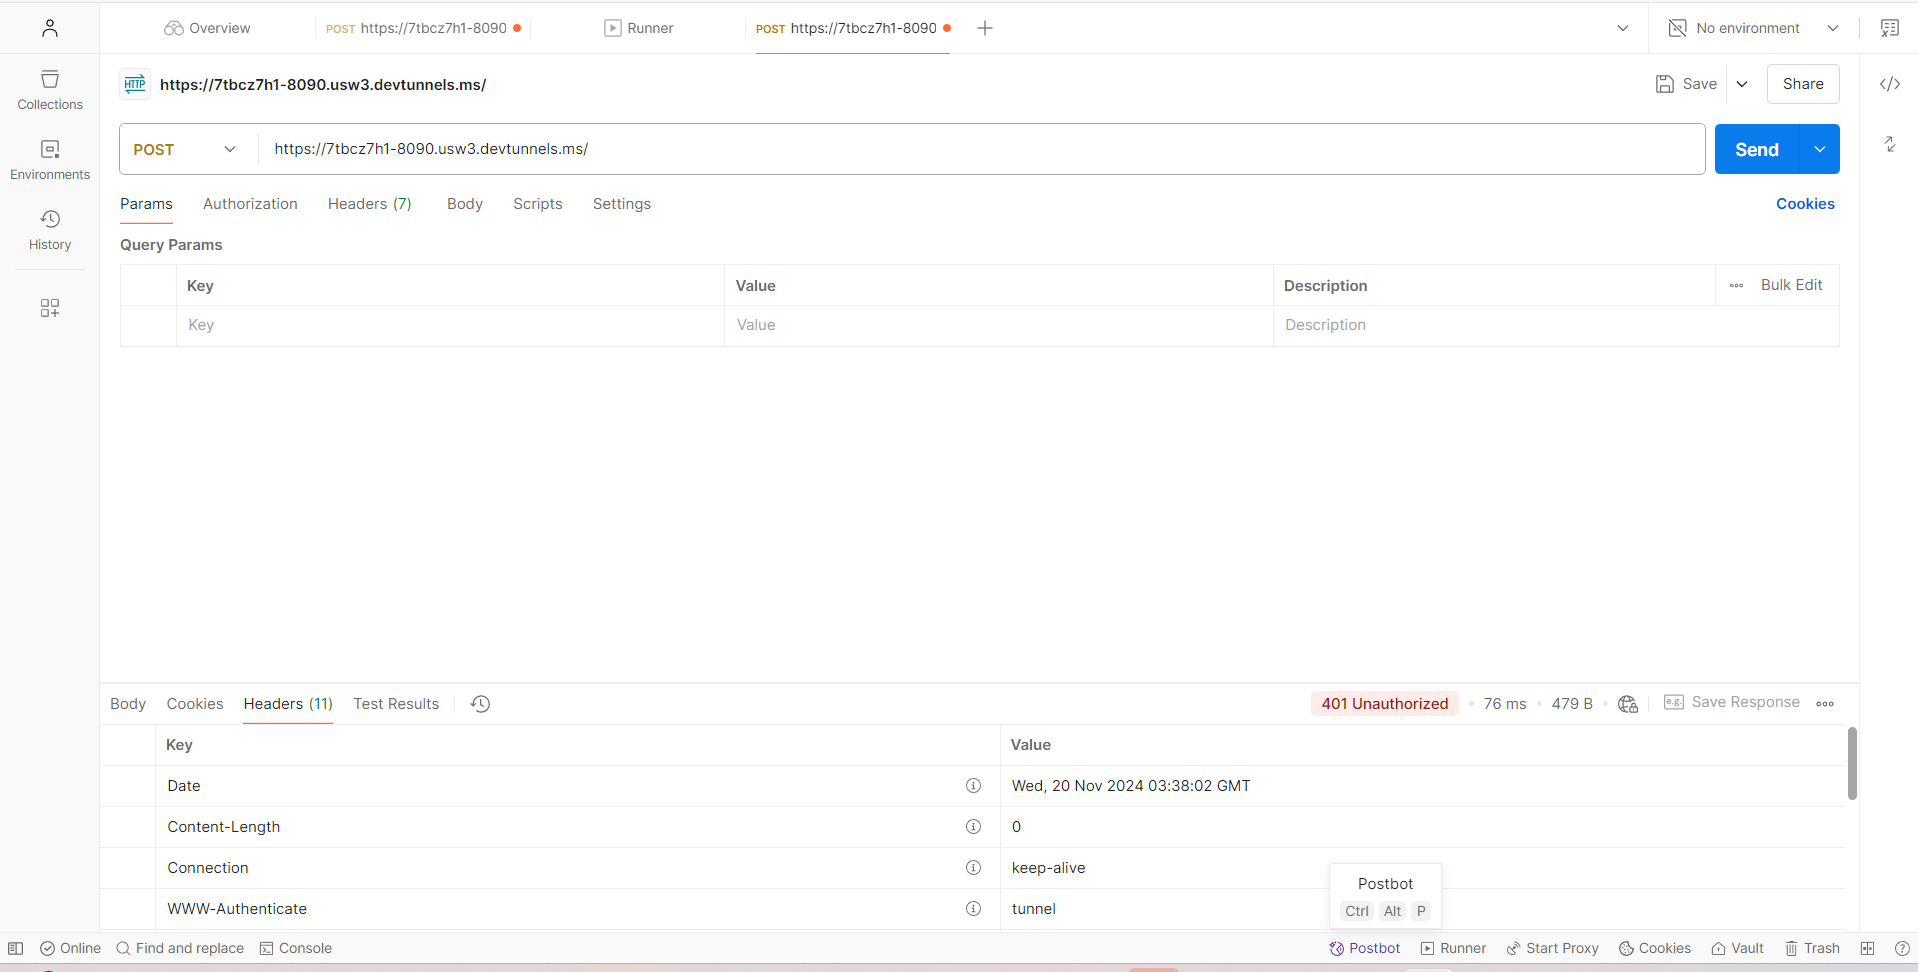 Overview
POST https://7tbcz7h1-8090
Runner
POST https://7tbcz7h1-8090
No environment
Collections
Environments
History
HTTP https://7tbcz7h1-8090.usw3.devtunnels.ms/
Save
Share
POST
https://7tbcz7h1-8090.usw3.devtunnels.ms/
Send
Params Authorization Headers (7) Body Scripts Settings
Cookies
Query Params
Key Value Description Bulk Edit
Key Value Description
Body Cookies Headers (11) Test Results
401 Unauthorized 76 ms 479 B e.g. Save Response
Key Value
Date Wed, 20 Nov 2024 03:38:02 GMT
Content-Length 0
Connection keep-alive
WWW-Authenticate tunnel
Postbot
Ctrl Alt P
Online Find and replace Console
Postbot Runner Start Proxy Cookies Vault Trash